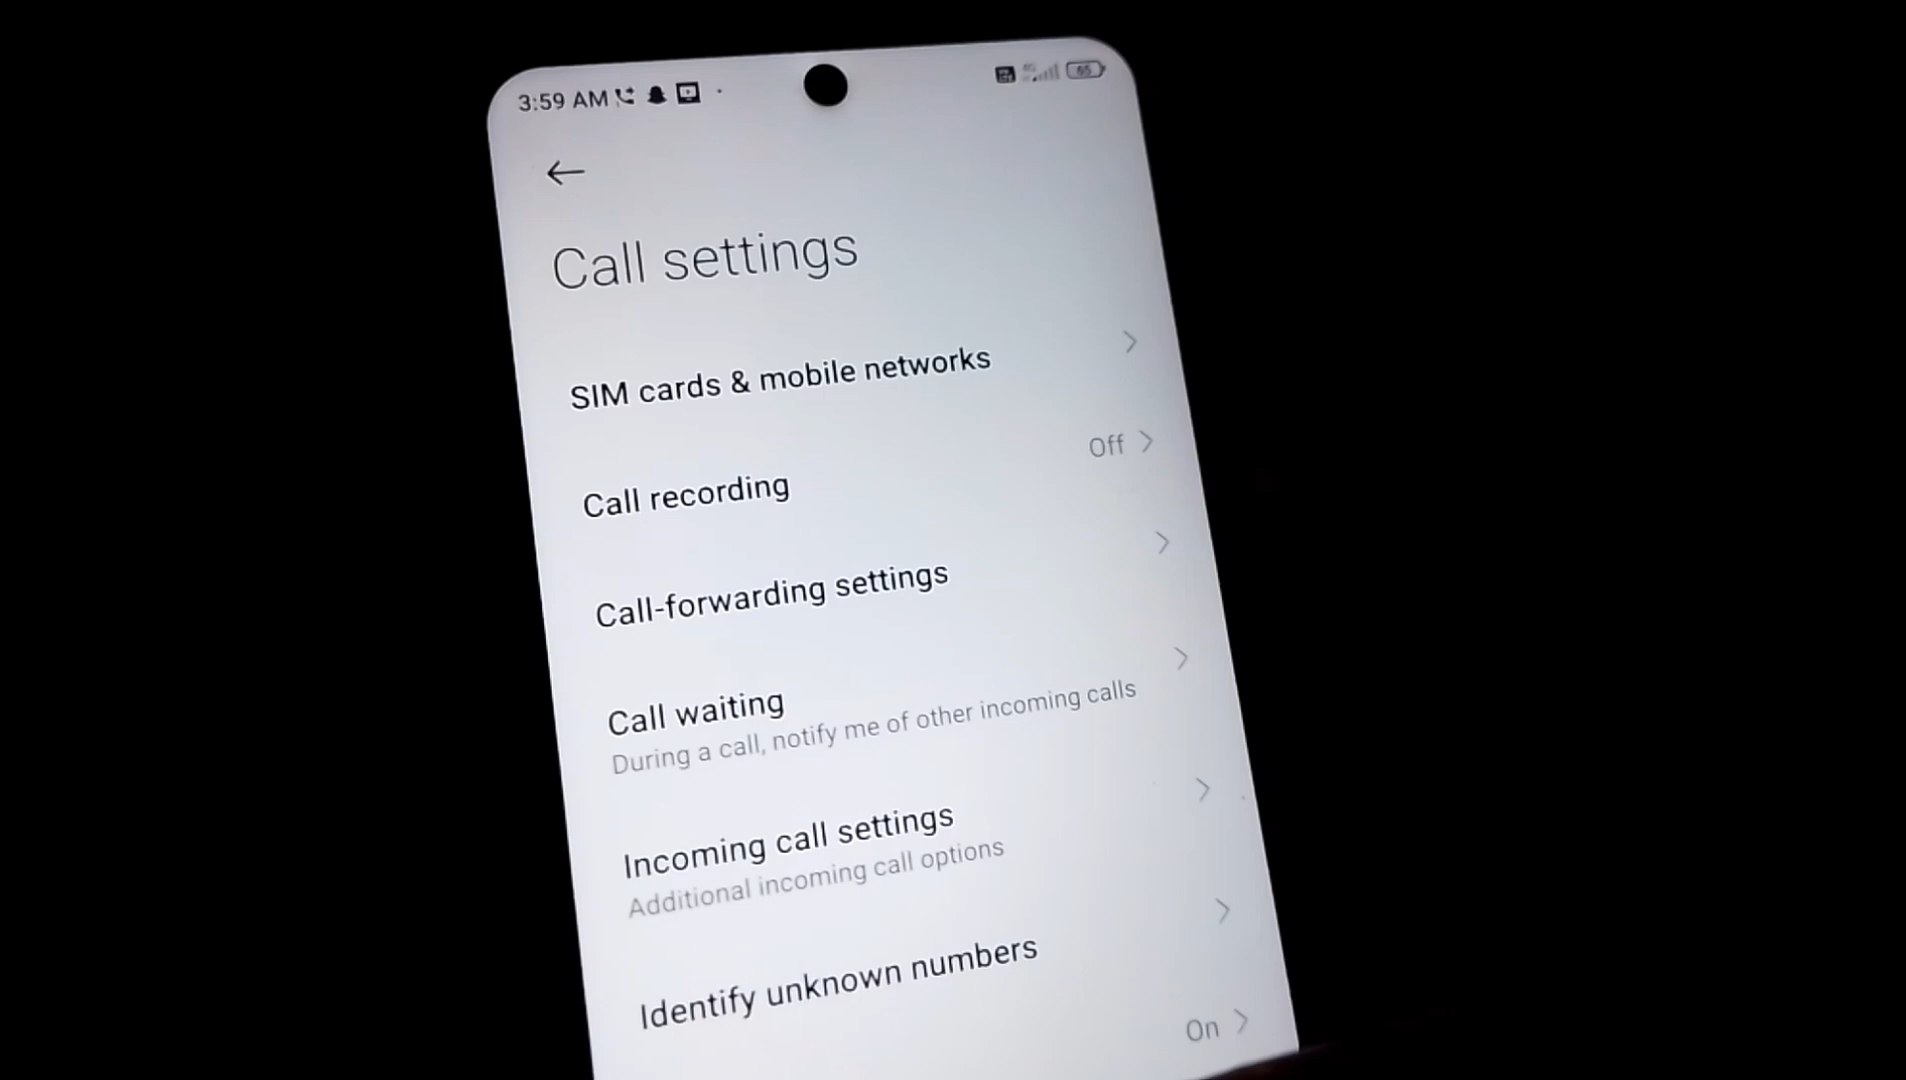 3:59 AM
65
Call settings
SIM cards & mobile networks
Call recording
Off
Call-forwarding settings
Call waiting
During a call, notify me of other incoming calls
Incoming call settings
Additional incoming call options
Identify unknown numbers
On